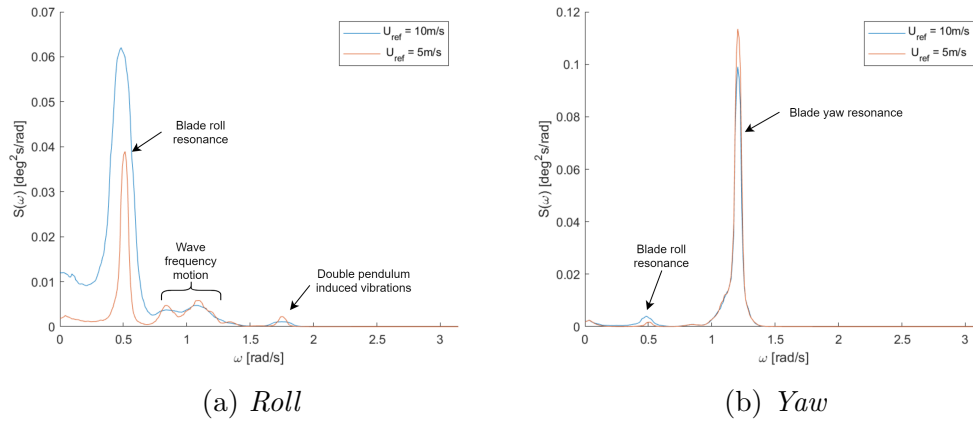 0.07
0.06
0.05
0.04
0.03
0.02
0.01
0
S(ω) [deg²s/rad]
U_ref = 10m/s
U_ref = 5m/s
Blade roll
resonance
Wave
frequency
motion
Double pendulum
induced vibrations
0 0.5 1 1.5 2 2.5 3
ω [rad/s]
(a) Roll
0.12
0.1
0.08
0.06
0.04
0.02
0
S(ω) [deg²s/rad]
U_ref = 10m/s
U_ref = 5m/s
Blade yaw resonance
Blade roll
resonance
0 0.5 1 1.5 2 2.5 3
ω [rad/s]
(b) Yaw